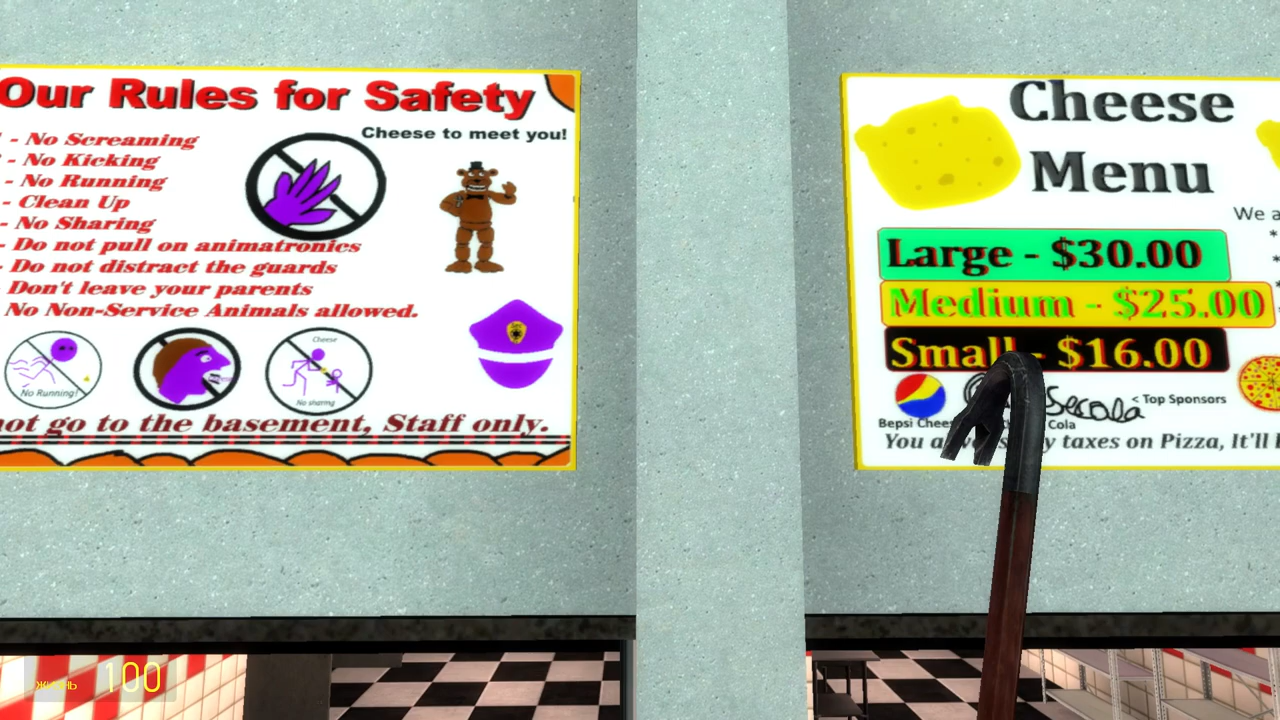 Our Rules for Safety
Cheese to meet you!
- No Screaming
- No Kicking
- No Running
- Clean Up
- No Sharing
- Do not pull on animatronics
- Do not distract the guards
- Don't leave your parents
No Non-Service Animals allowed.
No Running!
Cheese
No sharing
not go to the basement, Staff only.
Cheese
Menu
We a
Large - $30.00
Medium - $25.00
Small - $16.00
Secola
< Top Sponsors
Bepsi Chee
Cola
You a y taxes on Pizza, It'll
жизнь 100